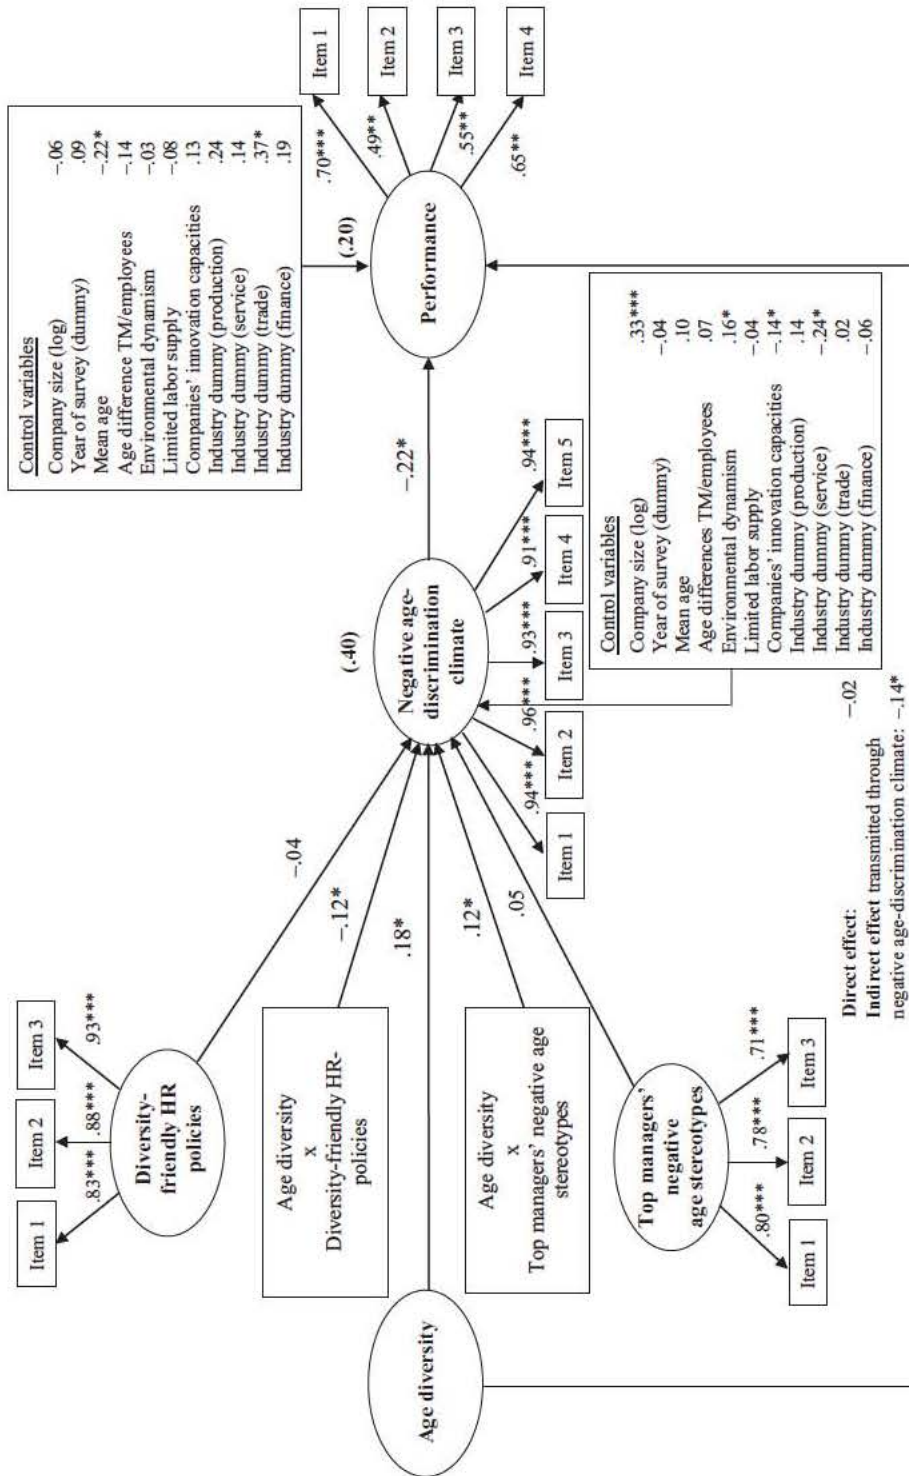 Control variables
Company size (log) –.06
Year of survey (dummy) .09
Mean age –.22*
Age difference TM/employees –.14
Environmental dynamism –.03
Limited labor supply –.08
Companies' innovation capacities .13
Industry dummy (production) .24
Industry dummy (service) .14
Industry dummy (trade) .37*
Industry dummy (finance) .19
Item 1
Item 2
Item 3
.83***
.88***
.93***
Diversity-
friendly HR
policies
–.04
Age diversity
x
Diversity-friendly HR-
policies
–.12*
Age diversity
.18*
Age diversity
x
Top managers' negative age
stereotypes
.12*
Top managers'
negative
age stereotypes
.05
.80***
.78***
.71***
Item 1
Item 2
Item 3
(.40)
Negative age-
discrimination
climate
.94***
.96***
.93***
.91***
.94***
Item 1
Item 2
Item 3
Item 4
Item 5
–.22*
(.20)
Performance
.70***
.49**
.55**
.65**
Item 1
Item 2
Item 3
Item 4
Control variables
Company size (log) .33***
Year of survey (dummy) –.04
Mean age .10
Age differences TM/employees .07
Environmental dynamism .16*
Limited labor supply –.04
Companies' innovation capacities –.14*
Industry dummy (production) .14
Industry dummy (service) –.24*
Industry dummy (trade) .02
Industry dummy (finance) –.06
Direct effect: –.02
Indirect effect transmitted through
negative age-discrimination climate: –.14*